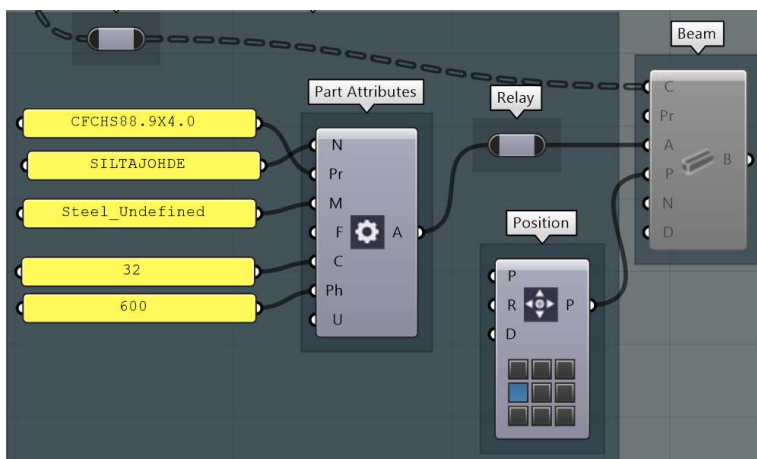 Beam
C
Pr
A
P
N
D
B
Part Attributes
Relay
CFCHS88.9X4.0
SILTAJOHDE
Steel_Undefined
32
600
N
Pr
M
F
C
Ph
U
A
Position
P
R
D
P